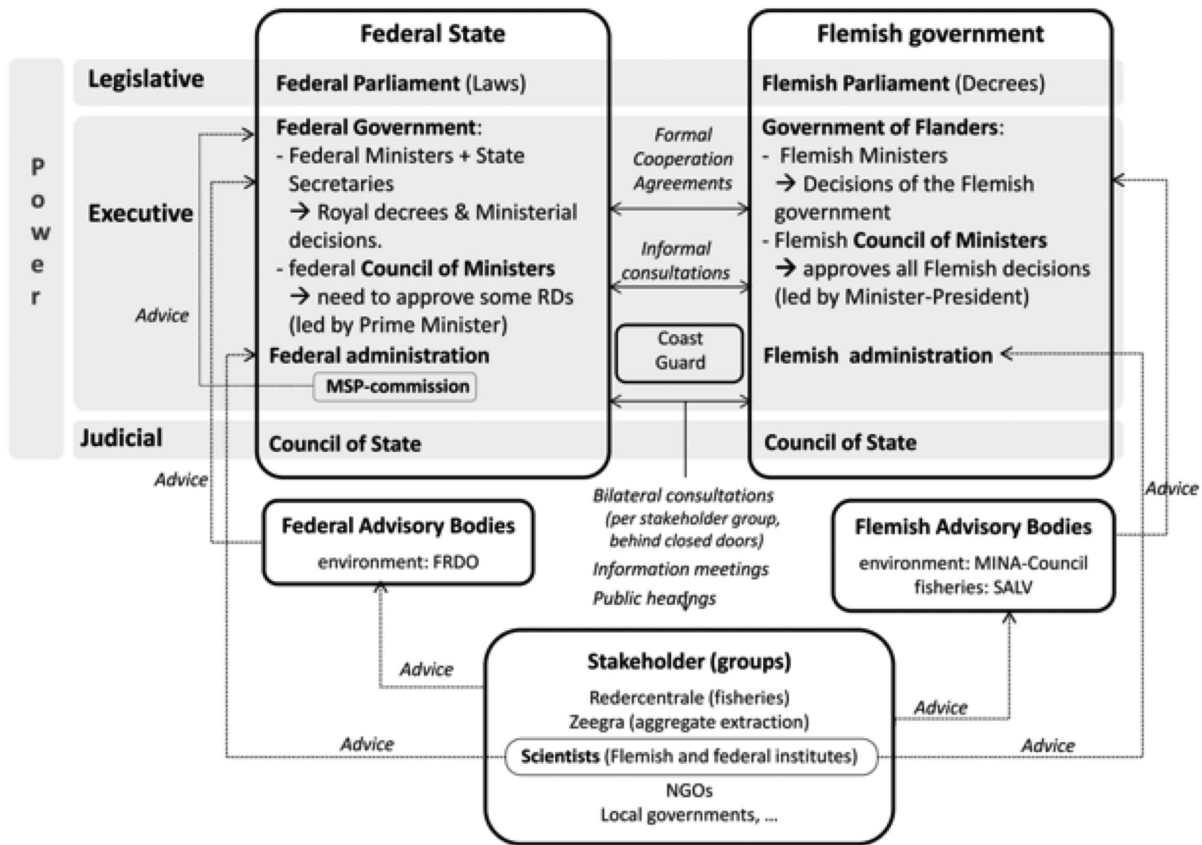 Federal State
Flemish government
Power
Legislative
Federal Parliament (Laws)
Flemish Parliament (Decrees)
Executive
Federal Government:
- Federal Ministers + State
Secretaries
→ Royal decrees & Ministerial
decisions.
- federal Council of Ministers
→ need to approve some RDs
(led by Prime Minister)
Federal administration
MSP-commission
Formal
Cooperation
Agreements
Informal
consultations
Coast
Guard
Government of Flanders:
- Flemish Ministers
→ Decisions of the Flemish
government
- Flemish Council of Ministers
→ approves all Flemish decisions
(led by Minister-President)
Flemish administration
Advice
Judicial
Council of State
Council of State
Advice
Advice
Federal Advisory Bodies
environment: FRDO
Bilateral consultations
(per stakeholder group,
behind closed doors)
Information meetings
Public hearings
Flemish Advisory Bodies
environment: MINA-Council
fisheries: SALV
Stakeholder (groups)
Redercentrale (fisheries)
Zeegra (aggregate extraction)
Scientists (Flemish and federal institutes)
NGOs
Local governments, ...
Advice
Advice
Advice
Advice